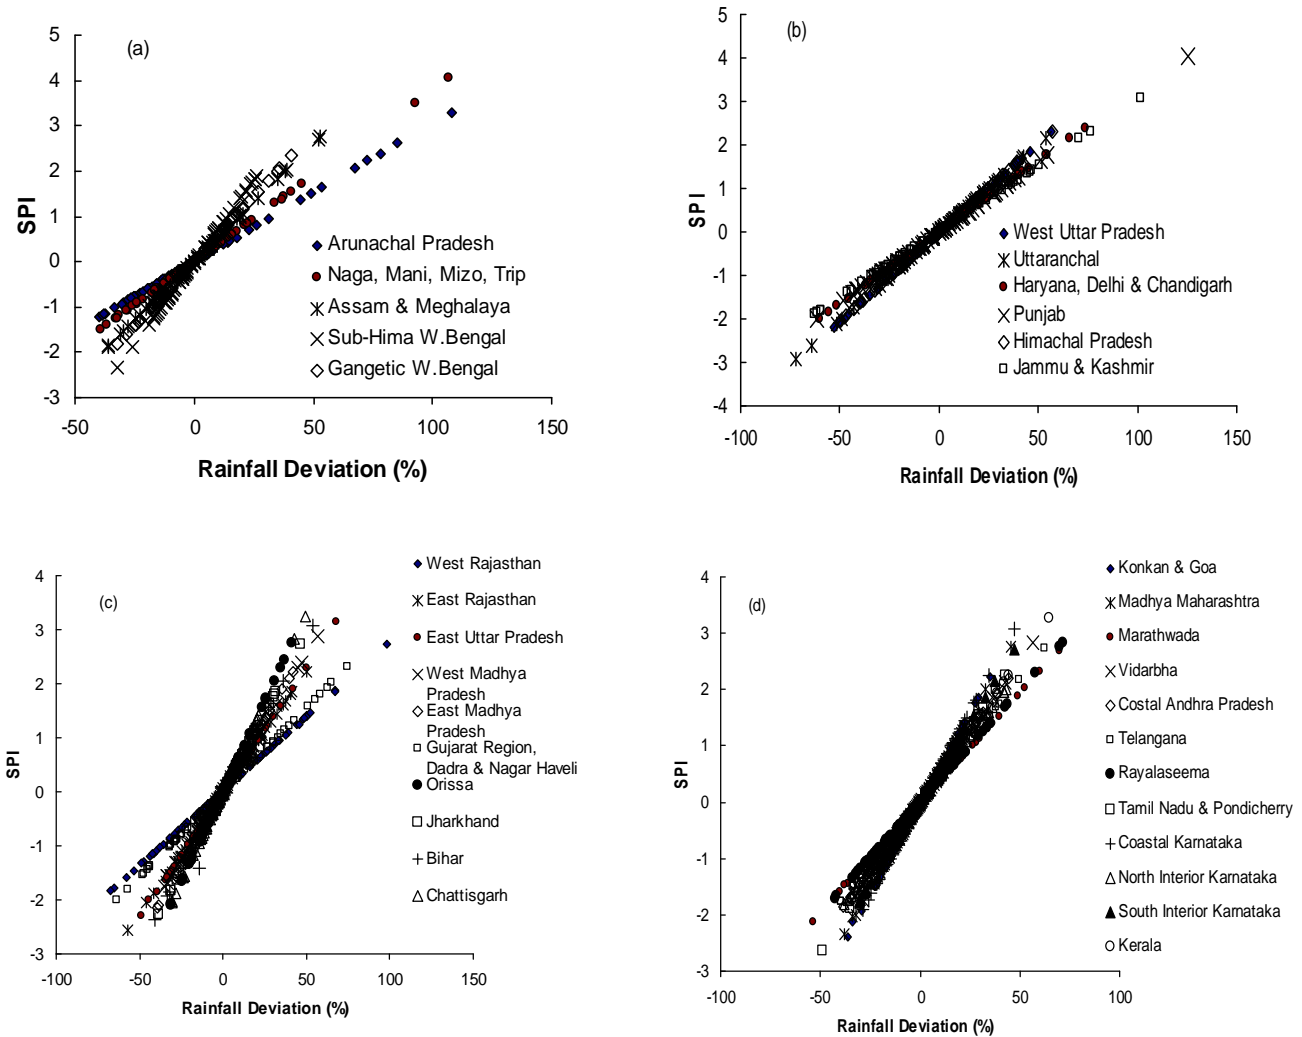 (a)
5
4
3
2
1
0
-1
-2
-3
SPI
-50 0 50 100 150
Rainfall Deviation (%)
Arunachal Pradesh
Naga, Mani, Mizo, Trip
Assam & Meghalaya
Sub-Hima W.Bengal
Gangetic W.Bengal
(b)
5
4
3
2
1
0
-1
-2
-3
-4
SPI
-100 -50 0 50 100 150
Rainfall Deviation (%)
West Uttar Pradesh
Uttaranchal
Haryana, Delhi & Chandigarh
Punjab
Himachal Pradesh
Jammu & Kashmir
(c)
4
3
2
1
0
-1
-2
-3
SPI
-100 -50 0 50 100 150
Rainfall Deviation (%)
West Rajasthan
East Rajasthan
East Uttar Pradesh
West Madhya
Pradesh
East Madhya
Pradesh
Gujarat Region,
Dadra & Nagar Haveli
Orissa
Jharkhand
Bihar
Chattisgarh
(d)
4
3
2
1
0
-1
-2
-3
SPI
-100 -50 0 50 100
Rainfall Deviation (%)
Konkan & Goa
Madhya Maharashtra
Marathwada
Vidarbha
Costal Andhra Pradesh
Telangana
Rayalaseema
Tamil Nadu & Pondicherry
Coastal Karnataka
North Interior Karnataka
South Interior Karnataka
Kerala